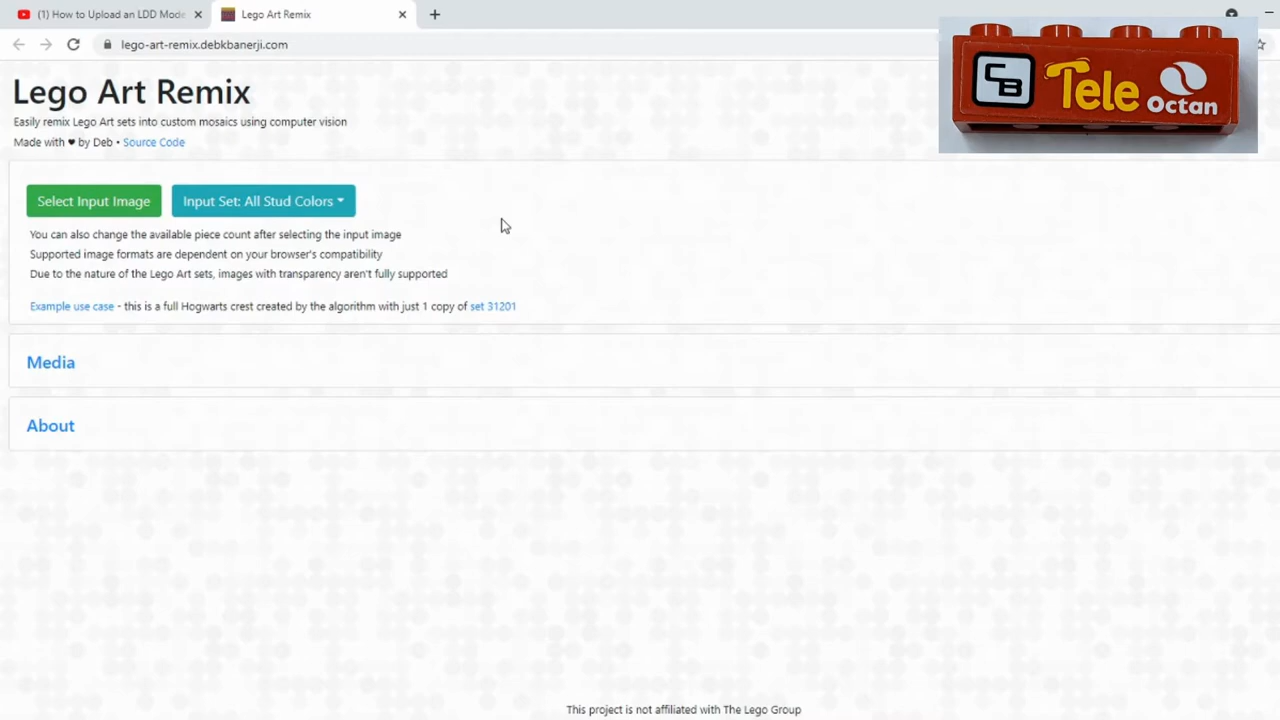 (1) How to Upload an LDD Mode
Lego Art Remix
lego-art-remix.debkbanerji.com
CB
Tele
Octan
Lego Art Remix
Easily remix Lego Art sets into custom mosaics using computer vision
Made with ♥ by Deb • Source Code
Select Input Image
Input Set: All Stud Colors
You can also change the available piece count after selecting the input image
Supported image formats are dependent on your browser's compatibility
Due to the nature of the Lego Art sets, images with transparency aren't fully supported
Example use case - this is a full Hogwarts crest created by the algorithm with just 1 copy of set 31201
Media
About
This project is not affiliated with The Lego Group